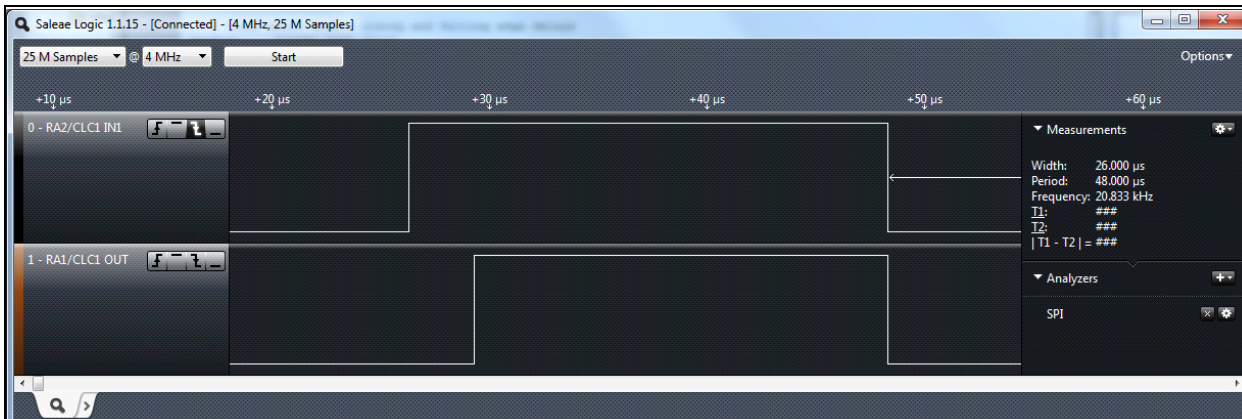 Saleae Logic 1.1.15 - [Connected] - [4 MHz, 25 M Samples]
25 M Samples @ 4 MHz Start Options
+10 µs +20 µs +30 µs +40 µs +50 µs +60 µs
0 - RA2/CLC1 IN1
Measurements
Width: 26.000 µs
Period: 48.000 µs
Frequency: 20.833 kHz
T1: ###
T2: ###
| T1 - T2 | = ###
1 - RA1/CLC1 OUT
Analyzers
SPI